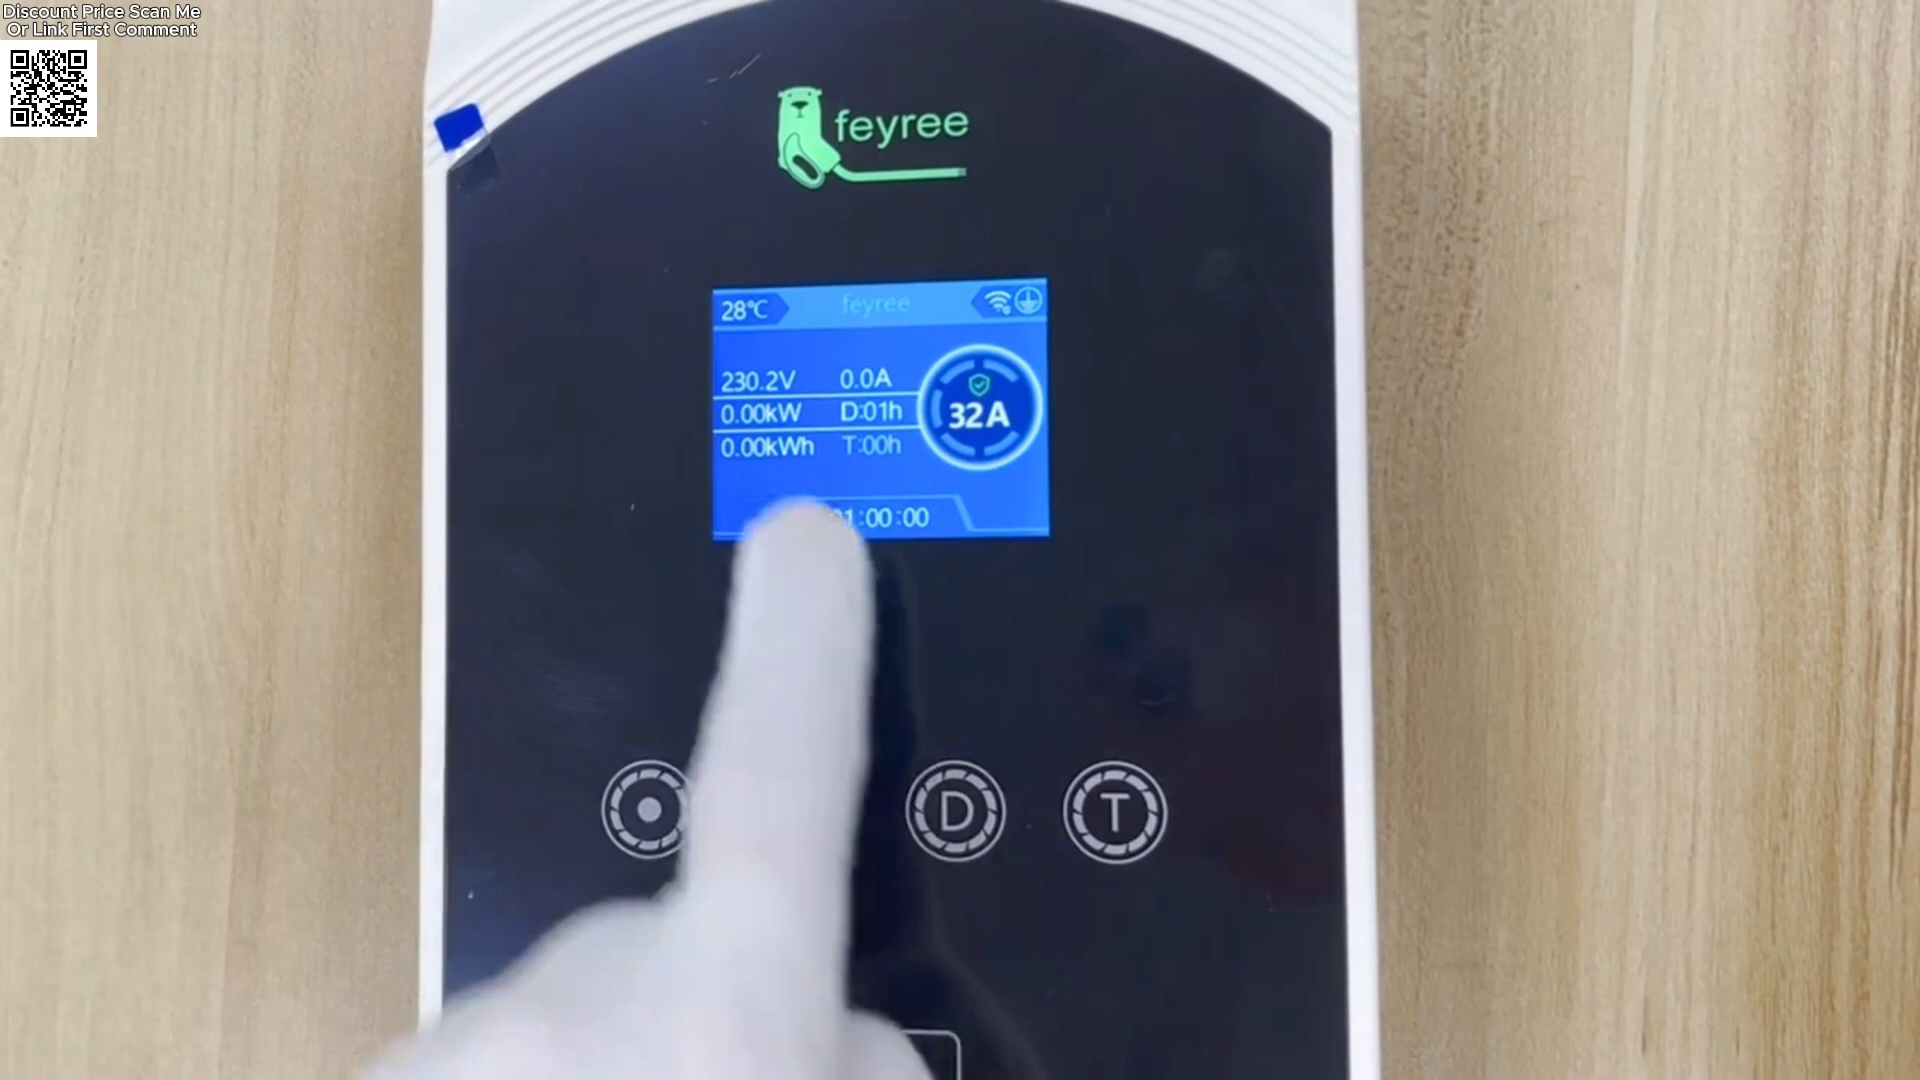 Discount Price Scan Me
Or Link First Comment
feyree
28℃ feyree
230.2V 0.0A
0.00kW D:01h
0.00kWh T:00h
32A
1:00:00
D T